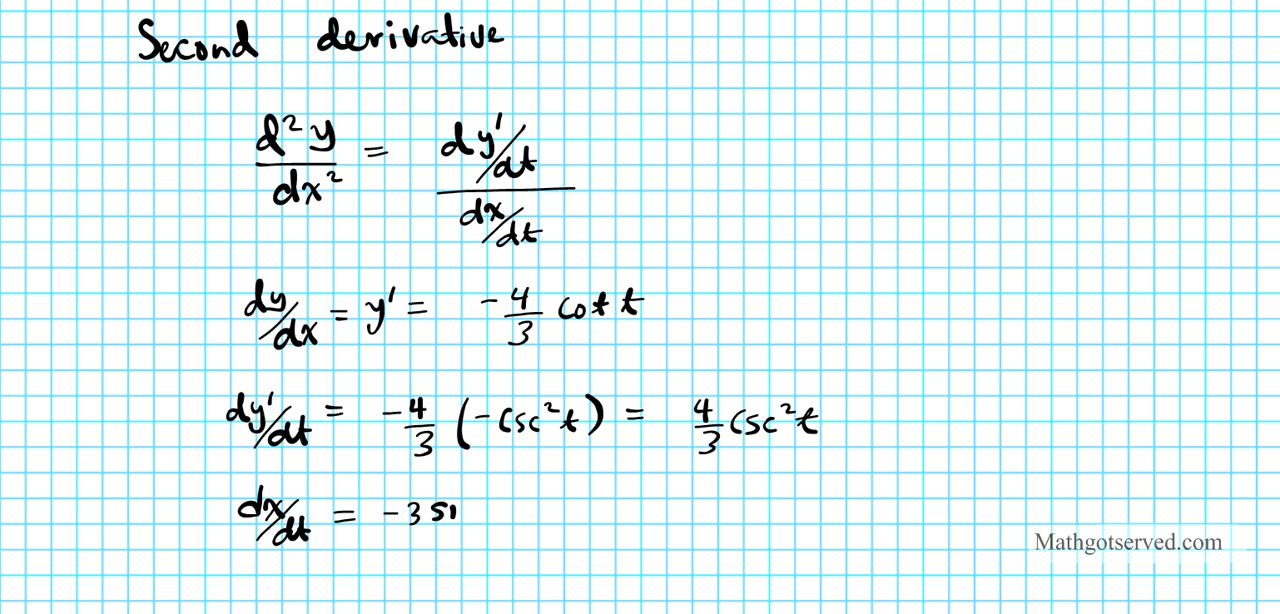 Second derivative
d²y/dx² = (dy'/dt)/(dx/dt)
dy/dx = y' = -4/3 cot t
dy'/dt = -4/3 (-csc²t) = 4/3 csc²t
dx/dt = -3 si
Mathgotserved.com